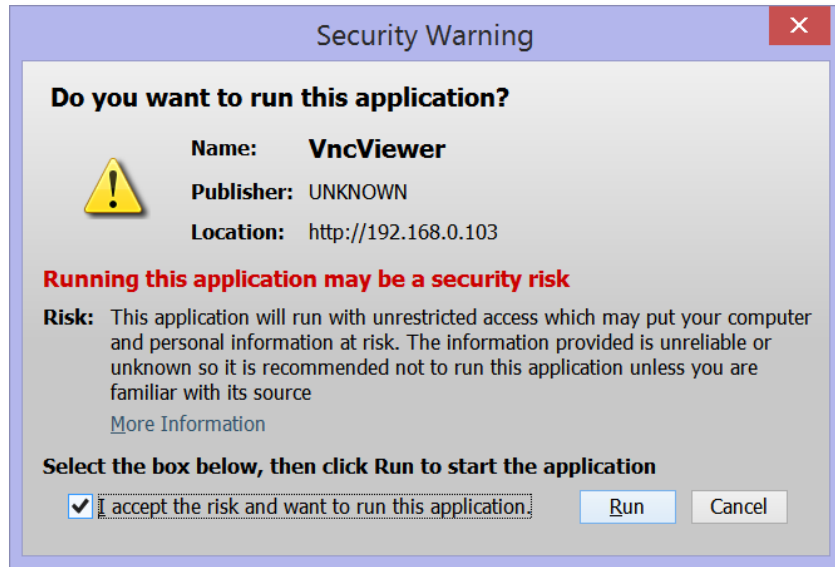 Security Warning
Do you want to run this application?
Name: VncViewer
Publisher: UNKNOWN
Location: http://192.168.0.103
Running this application may be a security risk
Risk: This application will run with unrestricted access which may put your computer
and personal information at risk. The information provided is unreliable or
unknown so it is recommended not to run this application unless you are
familiar with its source
More Information
Select the box below, then click Run to start the application
I accept the risk and want to run this application. Run Cancel